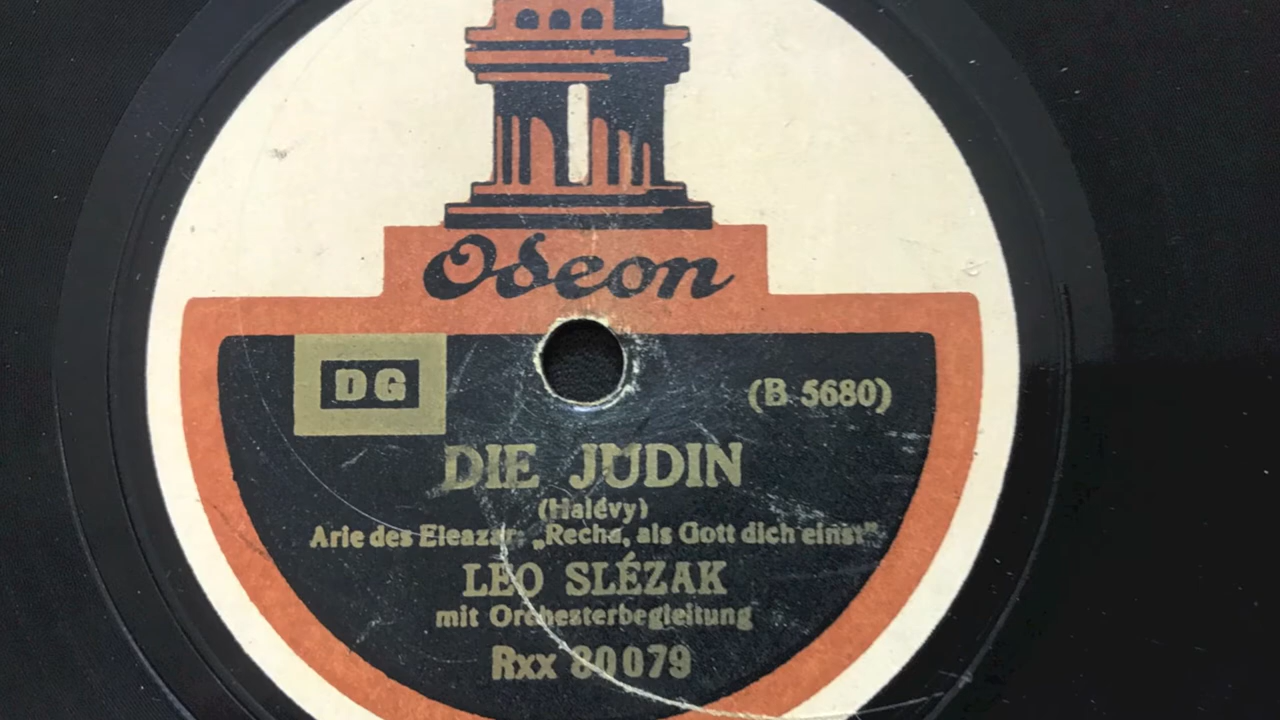 Odeon
DG
(B 5680)
DIE JUDIN
(Halévy)
Arie des Eleazar: „Recha, als Gott dich einst"
LEO SLÉZAK
mit Orchesterbegleitung
Rxx 80079